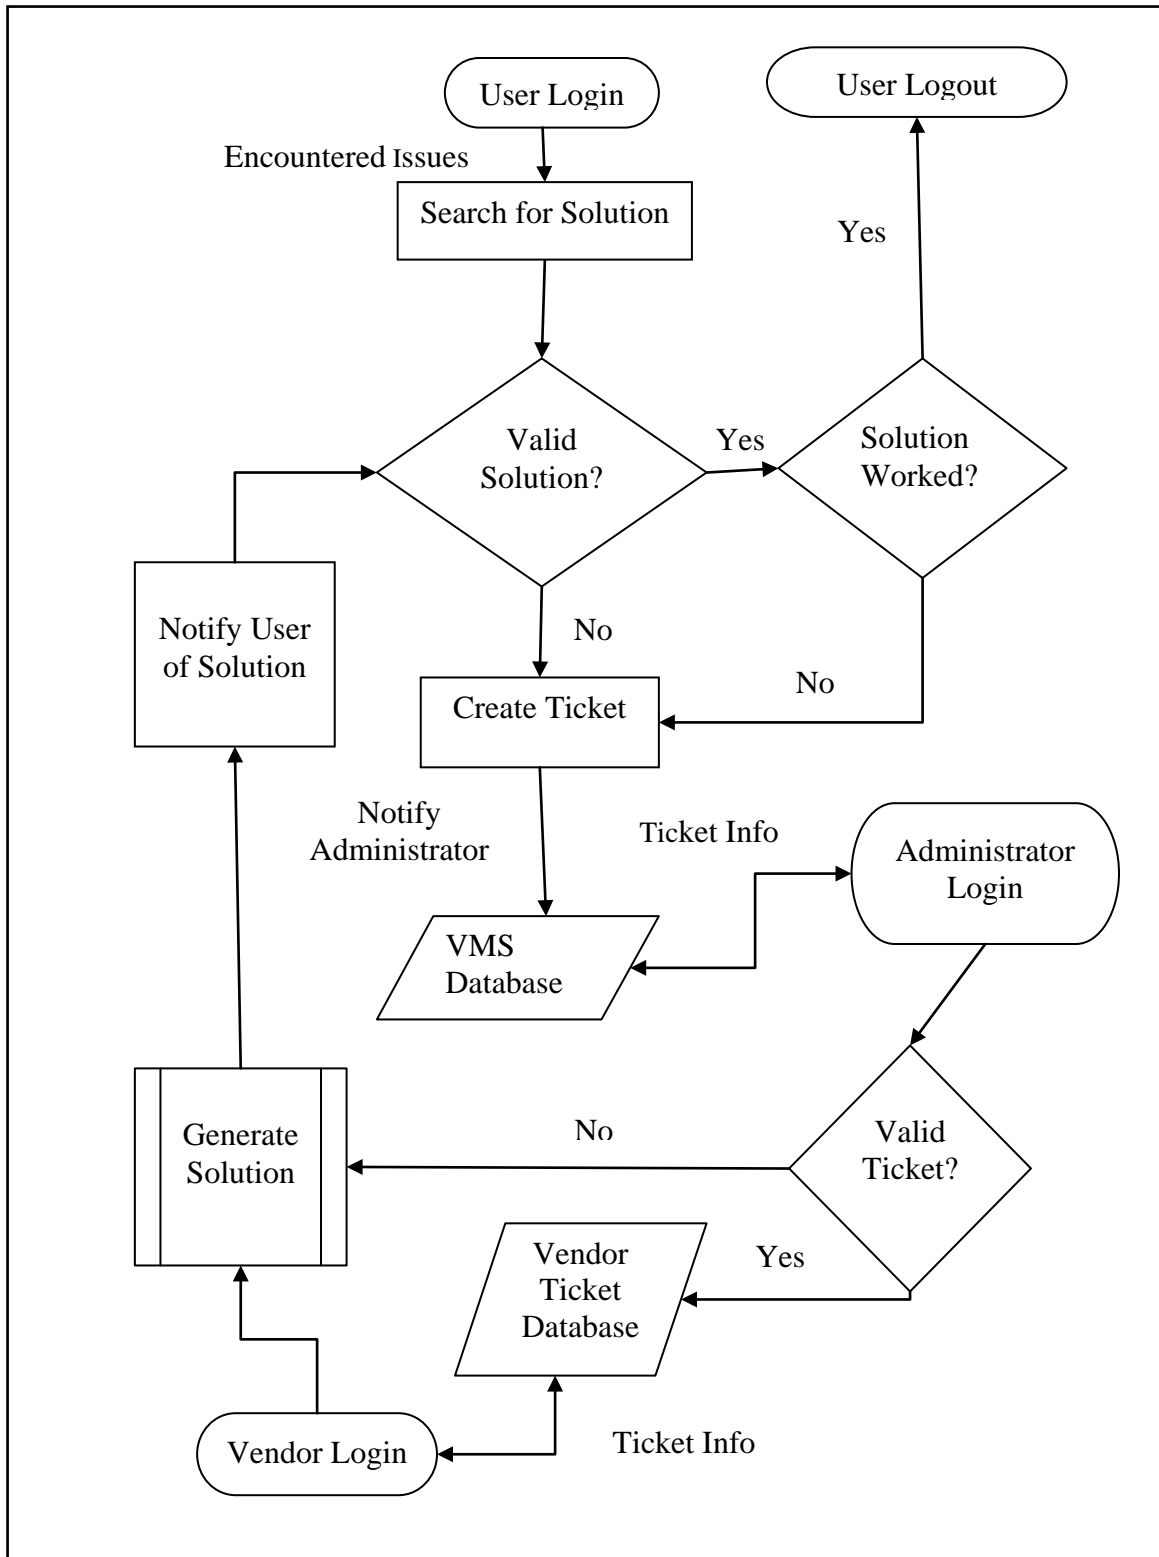 User Login
User Logout
Encountered Issues
Search for Solution
Yes
Valid
Solution?
Yes
Solution
Worked?
Notify User
of Solution
No
No
Create Ticket
Notify
Administrator
Ticket Info
Administrator
Login
VMS
Database
Generate
Solution
No
Valid
Ticket?
Vendor
Ticket
Database
Yes
Vendor Login
Ticket Info